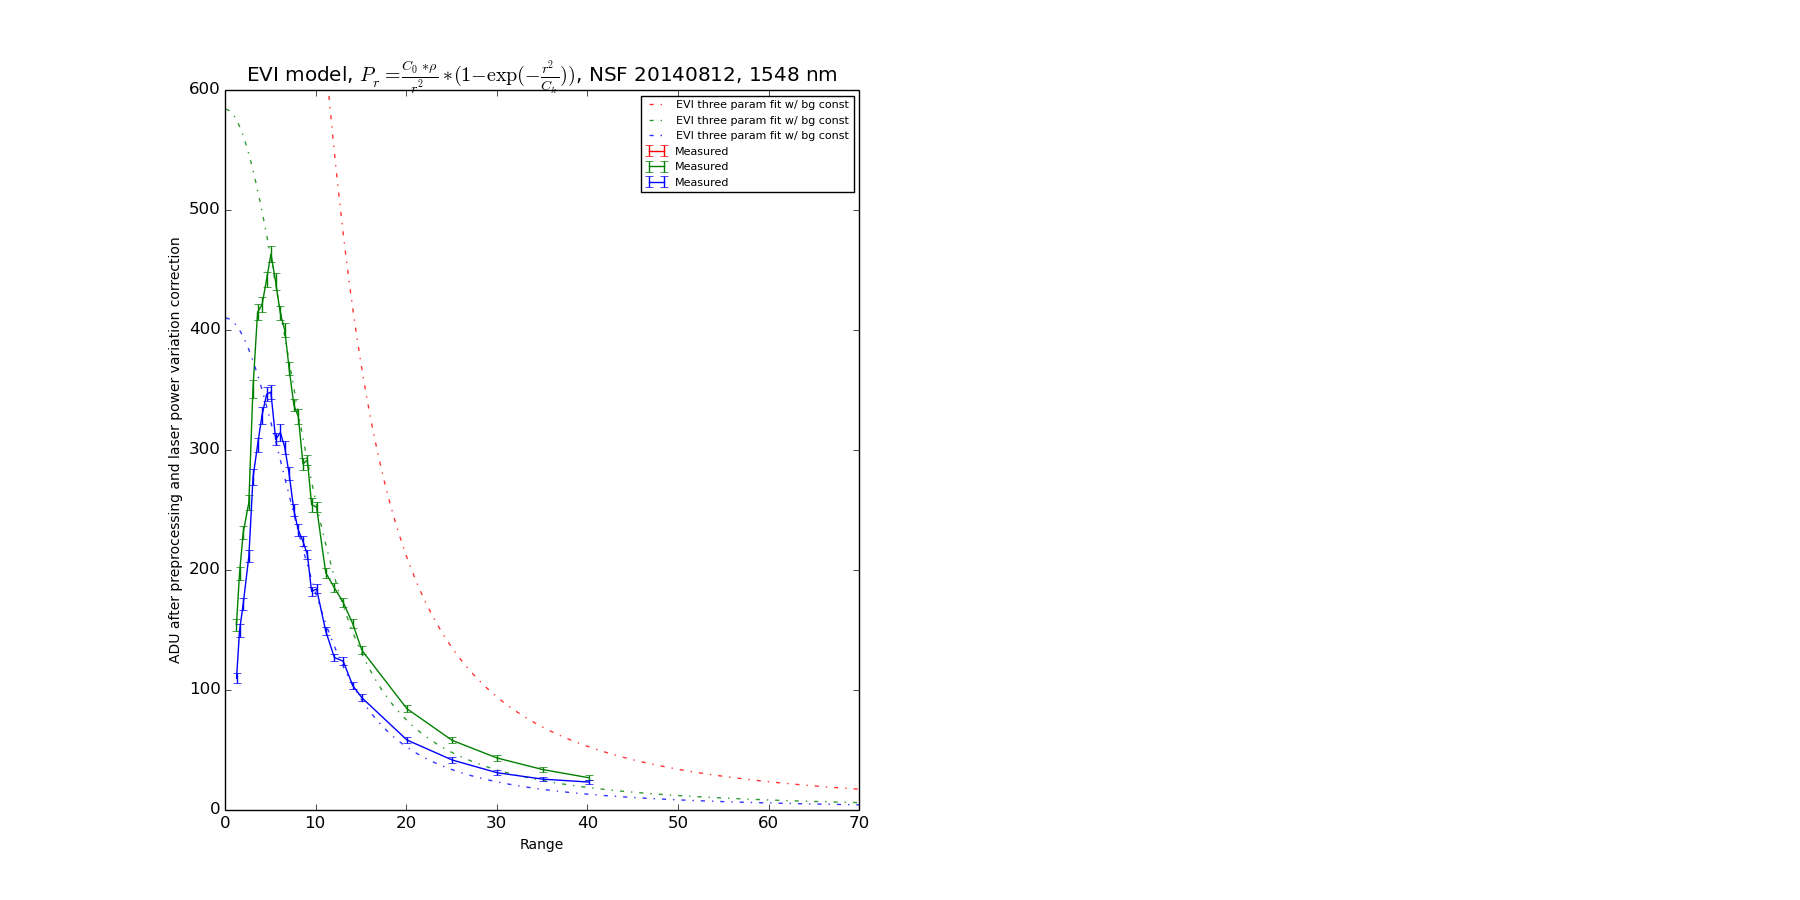 EVI model, $P_r = \frac{C_0 * \rho}{r^2} * (1 - \exp(-\frac{r^2}{C_k}))$, NSF 20140812, 1548 nm
600
500
400
300
200
100
0
ADU after preprocessing and laser power variation correction
EVI three param fit w/ bg const
EVI three param fit w/ bg const
EVI three param fit w/ bg const
Measured
Measured
Measured
0 10 20 30 40 50 60 70
Range